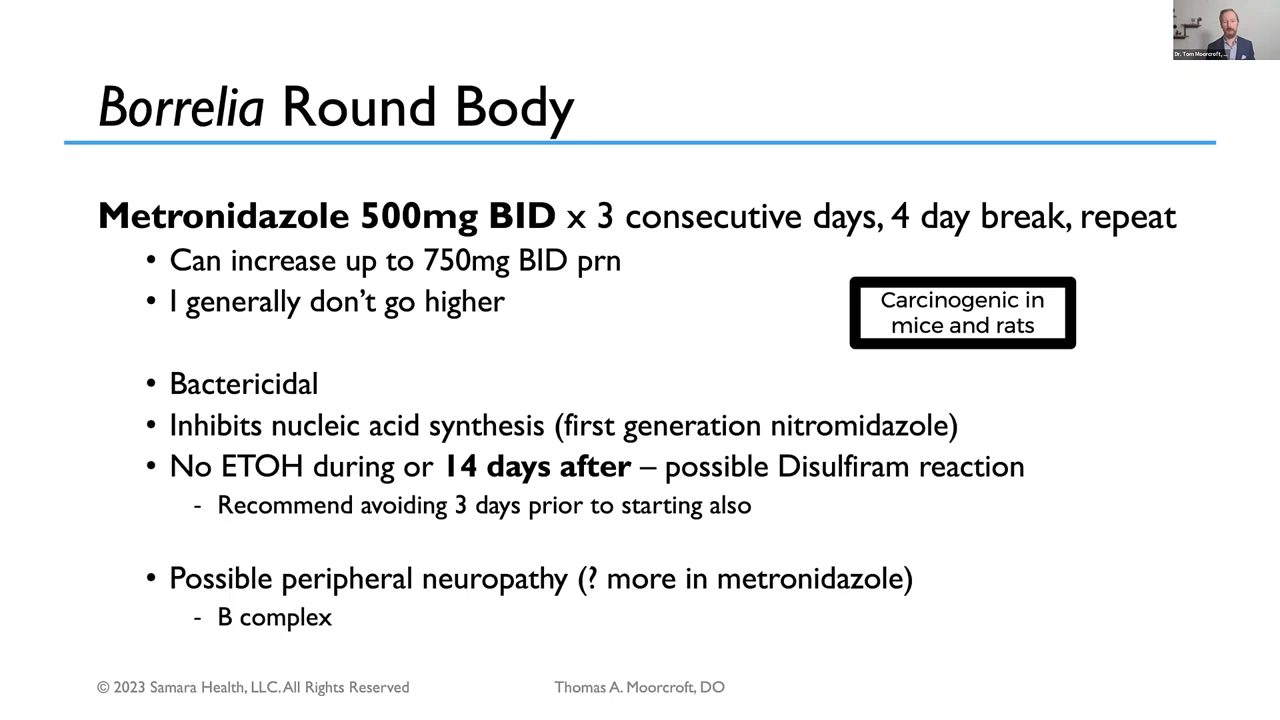 Dr. Tom Moorcroft, ...
Borrelia Round Body
Metronidazole 500mg BID x 3 consecutive days, 4 day break, repeat
• Can increase up to 750mg BID prn
• I generally don’t go higher
Carcinogenic in
mice and rats
• Bactericidal
• Inhibits nucleic acid synthesis (first generation nitromidazole)
• No ETOH during or 14 days after – possible Disulfiram reaction
- Recommend avoiding 3 days prior to starting also
• Possible peripheral neuropathy (? more in metronidazole)
- B complex
© 2023 Samara Health, LLC. All Rights Reserved
Thomas A. Moorcroft, DO